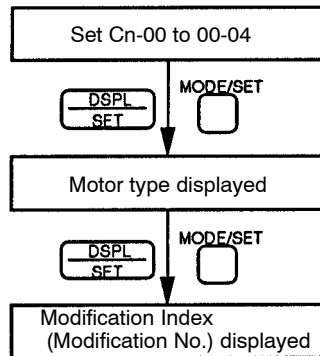 Set Cn-00 to 00-04
DSPL
SET
MODE/SET
Motor type displayed
DSPL
SET
MODE/SET
Modification Index
(Modification No.) displayed